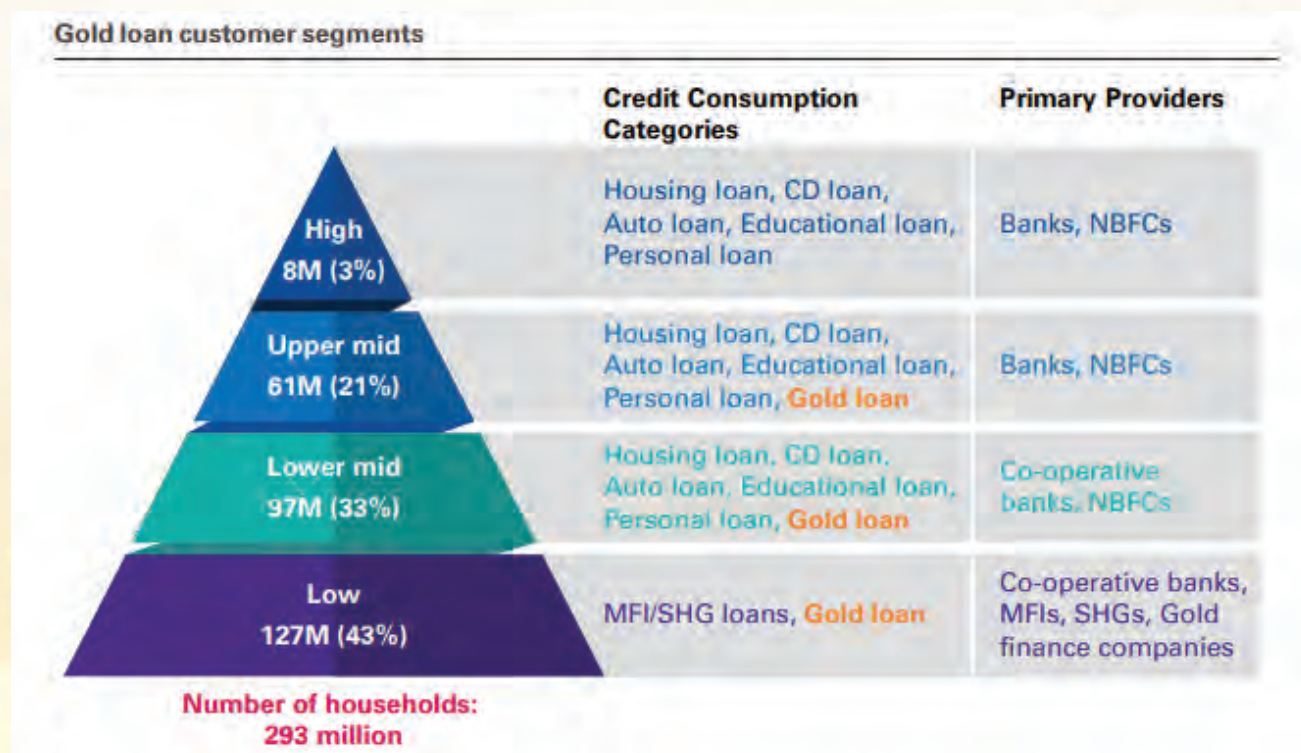 Gold loan customer segments
Credit Consumption
Categories
Primary Providers
High
8M (3%)
Housing loan, CD loan,
Auto loan, Educational loan,
Personal loan
Banks, NBFCs
Upper mid
61M (21%)
Housing loan, CD loan,
Auto loan, Educational loan,
Personal loan, Gold loan
Banks, NBFCs
Lower mid
97M (33%)
Housing loan, CD loan,
Auto loan, Educational loan,
Personal loan, Gold loan
Co-operative
banks, NBFCs
Low
127M (43%)
MFI/SHG loans, Gold loan
Co-operative banks,
MFIs, SHGs, Gold
finance companies
Number of households:
293 million